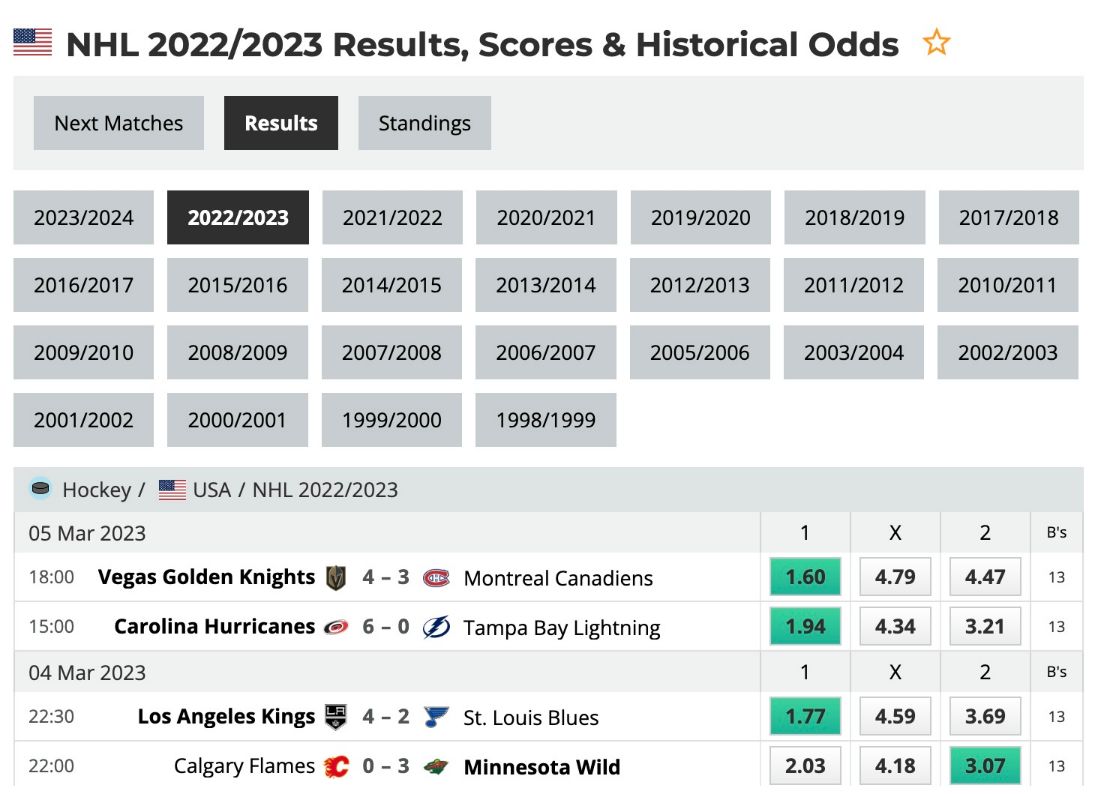 NHL 2022/2023 Results, Scores & Historical Odds
Next Matches Results Standings
2023/2024 2022/2023 2021/2022 2020/2021 2019/2020 2018/2019 2017/2018
2016/2017 2015/2016 2014/2015 2013/2014 2012/2013 2011/2012 2010/2011
2009/2010 2008/2009 2007/2008 2006/2007 2005/2006 2003/2004 2002/2003
2001/2002 2000/2001 1999/2000 1998/1999
Hockey / USA / NHL 2022/2023
05 Mar 2023 1 X 2 B's
18:00 Vegas Golden Knights 4 – 3 Montreal Canadiens 1.60 4.79 4.47 13
15:00 Carolina Hurricanes 6 – 0 Tampa Bay Lightning 1.94 4.34 3.21 13
04 Mar 2023 1 X 2 B's
22:30 Los Angeles Kings 4 – 2 St. Louis Blues 1.77 4.59 3.69 13
22:00 Calgary Flames 0 – 3 Minnesota Wild 2.03 4.18 3.07 13